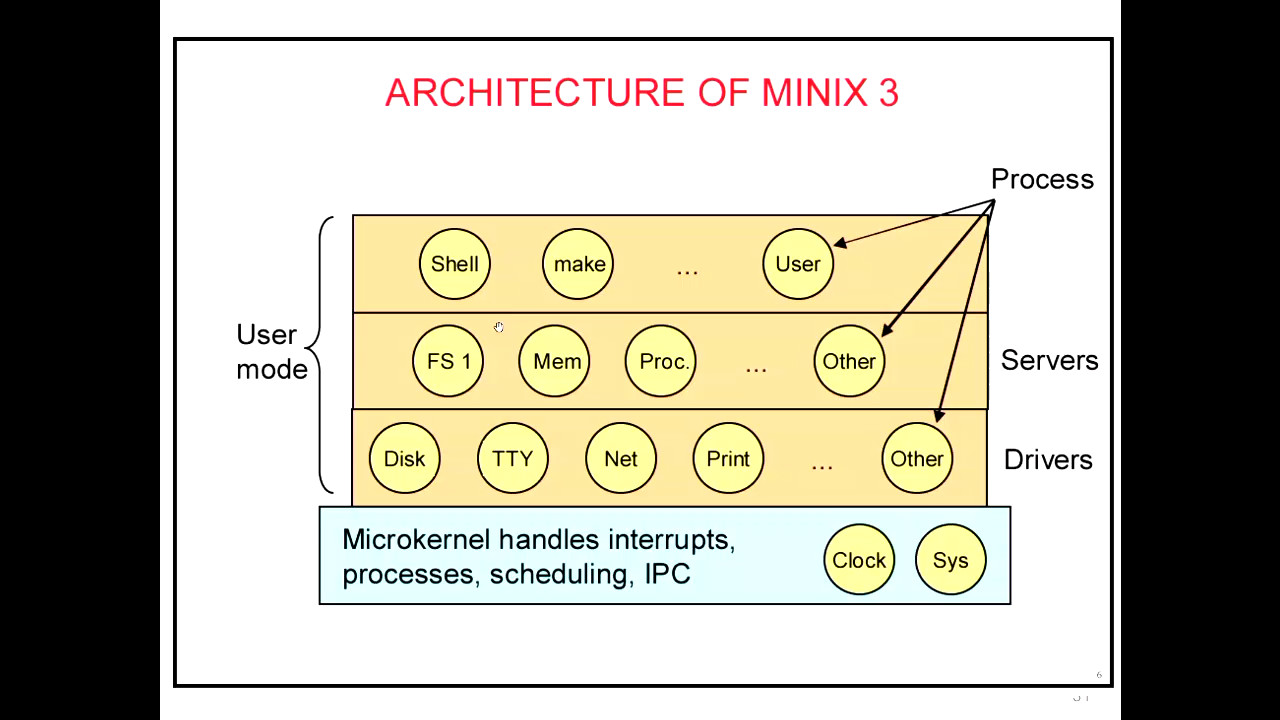 ARCHITECTURE OF MINIX 3
Process
Shell
make
...
User
User
mode
FS 1
Mem
Proc.
...
Other
Servers
Disk
TTY
Net
Print
...
Other
Drivers
Microkernel handles interrupts,
processes, scheduling, IPC
Clock
Sys
6